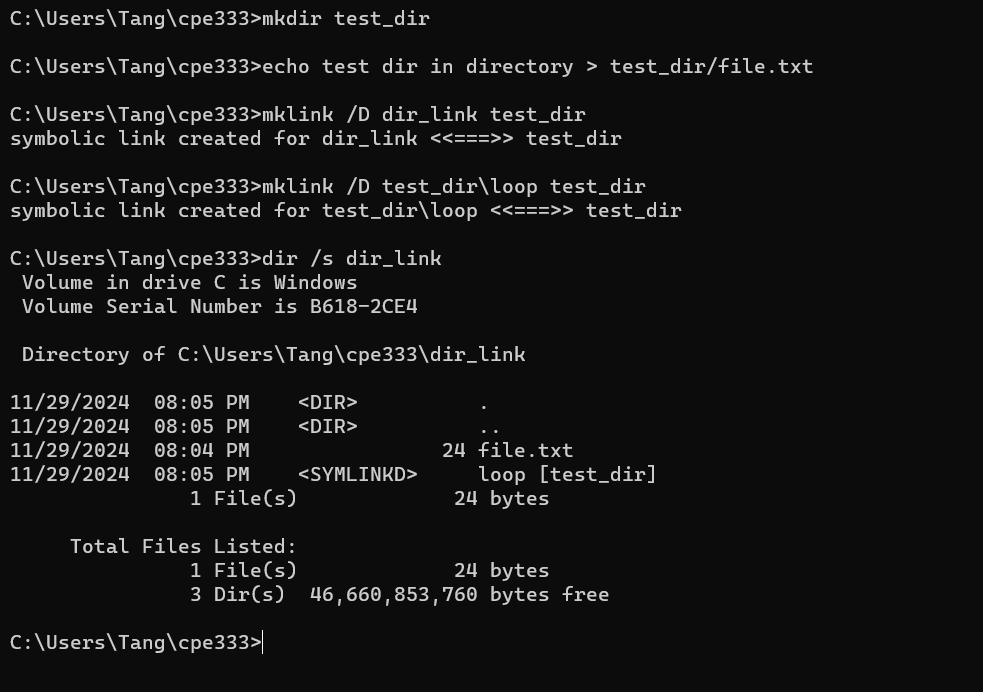 C:\Users\Tang\cpe333>mkdir test_dir
C:\Users\Tang\cpe333>echo test dir in directory > test_dir/file.txt
C:\Users\Tang\cpe333>mklink /D dir_link test_dir
symbolic link created for dir_link <<===>> test_dir
C:\Users\Tang\cpe333>mklink /D test_dir\loop test_dir
symbolic link created for test_dir\loop <<===>> test_dir
C:\Users\Tang\cpe333>dir /s dir_link
 Volume in drive C is Windows
 Volume Serial Number is B618-2CE4
 Directory of C:\Users\Tang\cpe333\dir_link
11/29/2024  08:05 PM    <DIR>          .
11/29/2024  08:05 PM    <DIR>          ..
11/29/2024  08:04 PM                24 file.txt
11/29/2024  08:05 PM    <SYMLINKD>     loop [test_dir]
               1 File(s)             24 bytes
     Total Files Listed:
               1 File(s)             24 bytes
               3 Dir(s)  46,660,853,760 bytes free
C:\Users\Tang\cpe333>